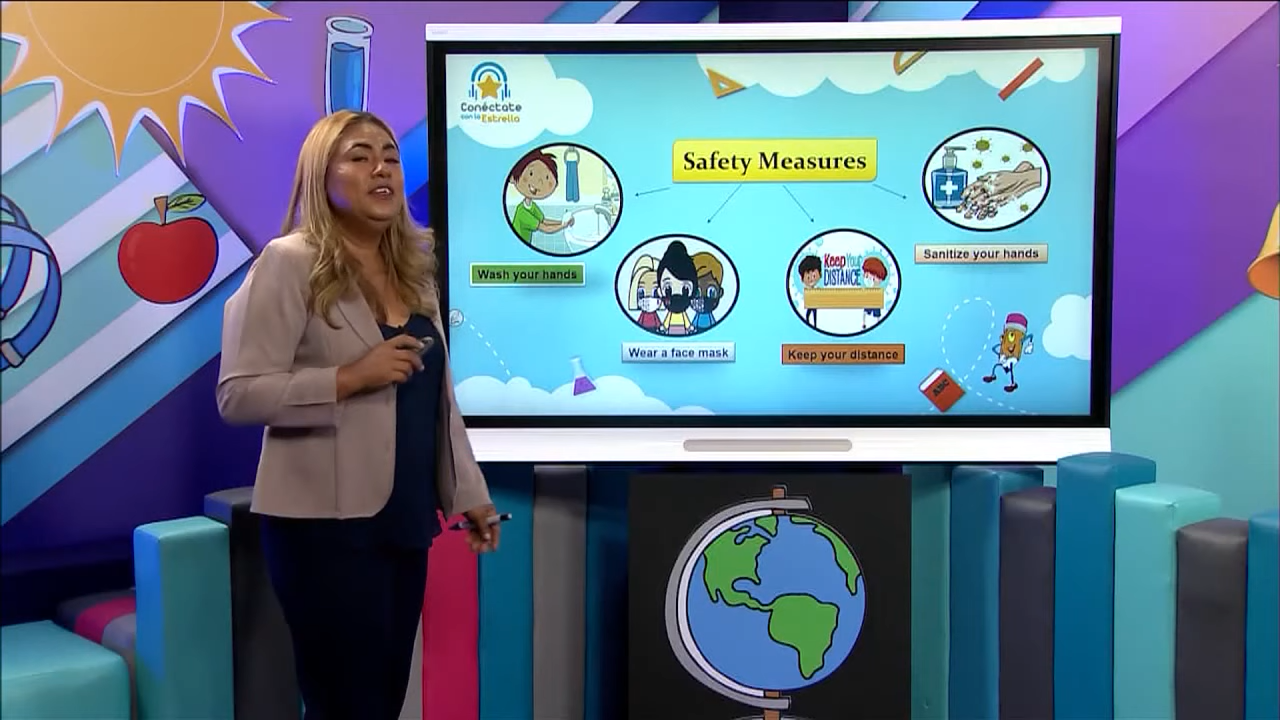 Conéctate
con la Estrella
Safety Measures
Wash your hands
Wear a face mask
Keep Your
DISTANCE
Keep your distance
Sanitize your hands
ABC